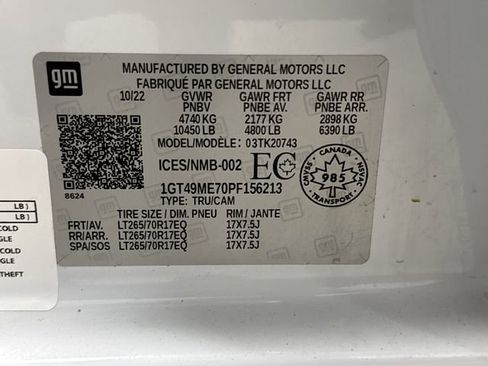 gm
MANUFACTURED BY GENERAL MOTORS LLC
FABRIQUÉ PAR GENERAL MOTORS LLC
10/22 GVWR GAWR FRT GAWR RR
PNBV PNBE AV. PNBE ARR.
4740 KG 2177 KG 2898 KG
10450 LB 4800 LB 6390 LB
MODEL/MODÈLE: 03TK20743
ICES/NMB-002 EC
CANADA
CMVSS 985 NSVAC
TRANSPORT
8624
1GT49ME70PF156213
TYPE: TRU/CAM
TIRE SIZE / DIM. PNEU RIM / JANTE
FRT/AV. LT265/70R17EQ 17X7.5J
RR/ARR. LT265/70R17EQ 17X7.5J
SPA/SOS LT265/70R17EQ 17X7.5J
LB )
LB )
COLD
GLE
COLD
GLE
THEFT